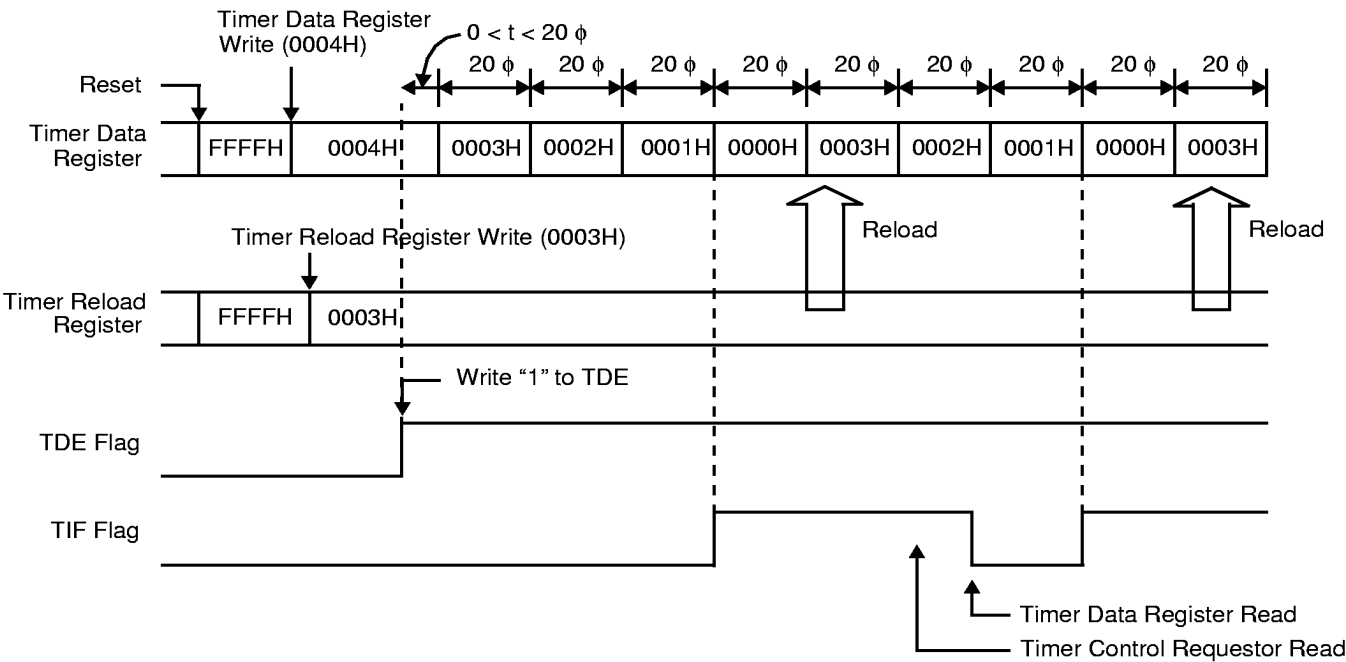 Timer Data Register
Write (0004H)
0 < t < 20 ϕ
20 ϕ 20 ϕ 20 ϕ 20 ϕ 20 ϕ 20 ϕ 20 ϕ 20 ϕ 20 ϕ
Reset
Timer Data
Register
FFFFH 0004H 0003H 0002H 0001H 0000H 0003H 0002H 0001H 0000H 0003H
Reload Reload
Timer Reload Register Write (0003H)
Timer Reload
Register
FFFFH 0003H
Write “1” to TDE
TDE Flag
TIF Flag
Timer Data Register Read
Timer Control Requestor Read